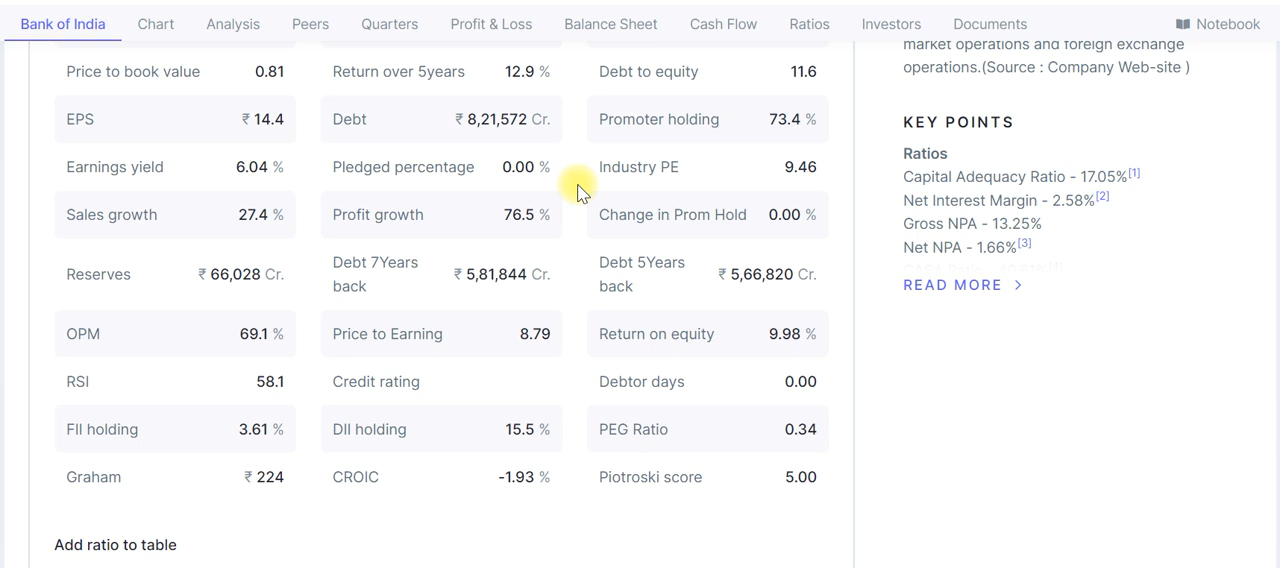 Bank of India Chart Analysis Peers Quarters Profit & Loss Balance Sheet Cash Flow Ratios Investors Documents Notebook
Price to book value 0.81 Return over 5years 12.9 % Debt to equity 11.6
EPS ₹ 14.4 Debt ₹ 8,21,572 Cr. Promoter holding 73.4 %
Earnings yield 6.04 % Pledged percentage 0.00 % Industry PE 9.46
Sales growth 27.4 % Profit growth 76.5 % Change in Prom Hold 0.00 %
Reserves ₹ 66,028 Cr. Debt 7Years back ₹ 5,81,844 Cr. Debt 5Years back ₹ 5,66,820 Cr.
OPM 69.1 % Price to Earning 8.79 Return on equity 9.98 %
RSI 58.1 Credit rating Debtor days 0.00
FII holding 3.61 % DII holding 15.5 % PEG Ratio 0.34
Graham ₹ 224 CROIC -1.93 % Piotroski score 5.00
Add ratio to table
market operations and foreign exchange
operations.(Source : Company Web-site )
KEY POINTS
Ratios
Capital Adequacy Ratio - 17.05%[1]
Net Interest Margin - 2.58%[2]
Gross NPA - 13.25%
Net NPA - 1.66%[3]
READ MORE